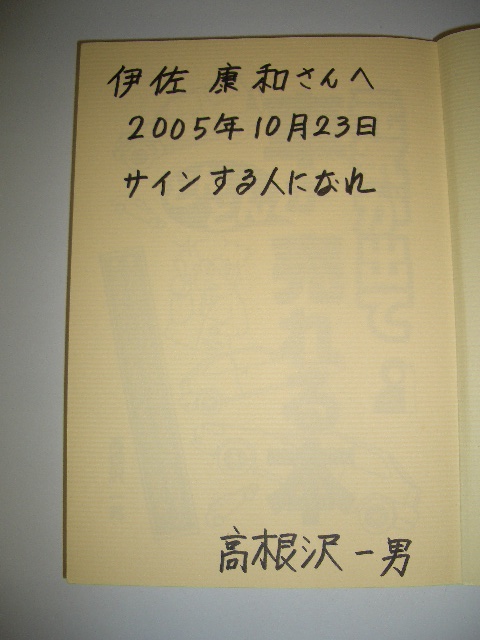 伊佐 康和さんへ
2005年10月23日
サインする人になれ
高根沢 一男